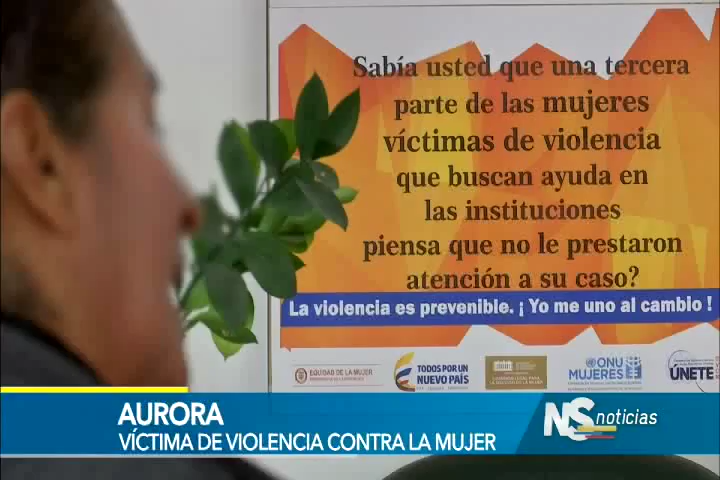 Sabía usted que una tercera
parte de las mujeres
víctimas de violencia
que buscan ayuda en
las instituciones
piensa que no le prestaron
atención a su caso?
La violencia es prevenible. ¡ Yo me uno al cambio !
EQUIDAD DE LA MUJER
TODOS POR UN
NUEVO PAÍS
ONU
MUJERES
ÚNETE
AURORA
VÍCTIMA DE VIOLENCIA CONTRA LA MUJER
NS noticias